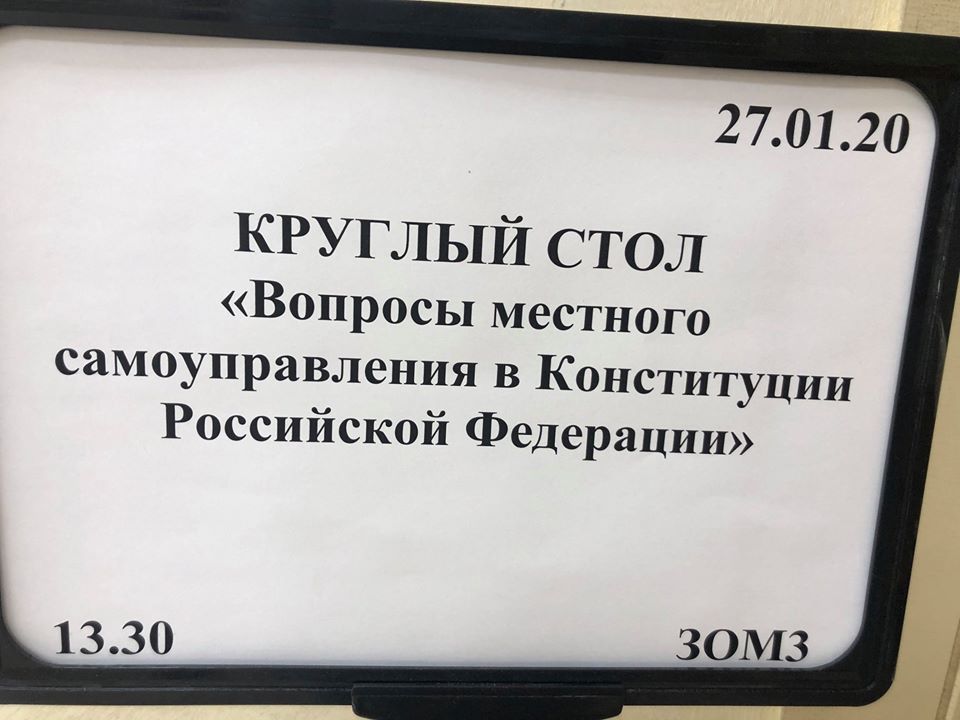 27.01.20
КРУГЛЫЙ СТОЛ
«Вопросы местного
самоуправления в Конституции
Российской Федерации»
13.30 ЗОМЗ